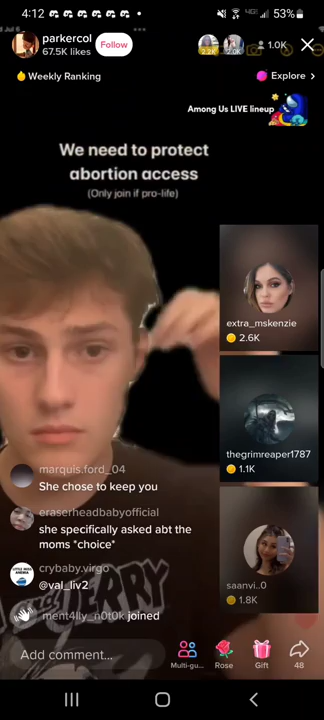 4:12
53%
d Jul 6
parkercol
67.5K likes
Follow
1.0K
Weekly Ranking
Explore >
Among Us LIVE lineup
We need to protect
abortion access
(Only join if pro-life)
extra_mskenzie
2.6K
thegrimreaper1787
1.1K
saanvi..0
1.8K
marquis.ford_04
She chose to keep you
eraserheadbabyofficial
she specifically asked abt the
moms *choice*
crybaby.virgo
@val_liv2
ment4lly_n0t0k joined
Add comment...
Multi-gu...
Rose
Gift
48